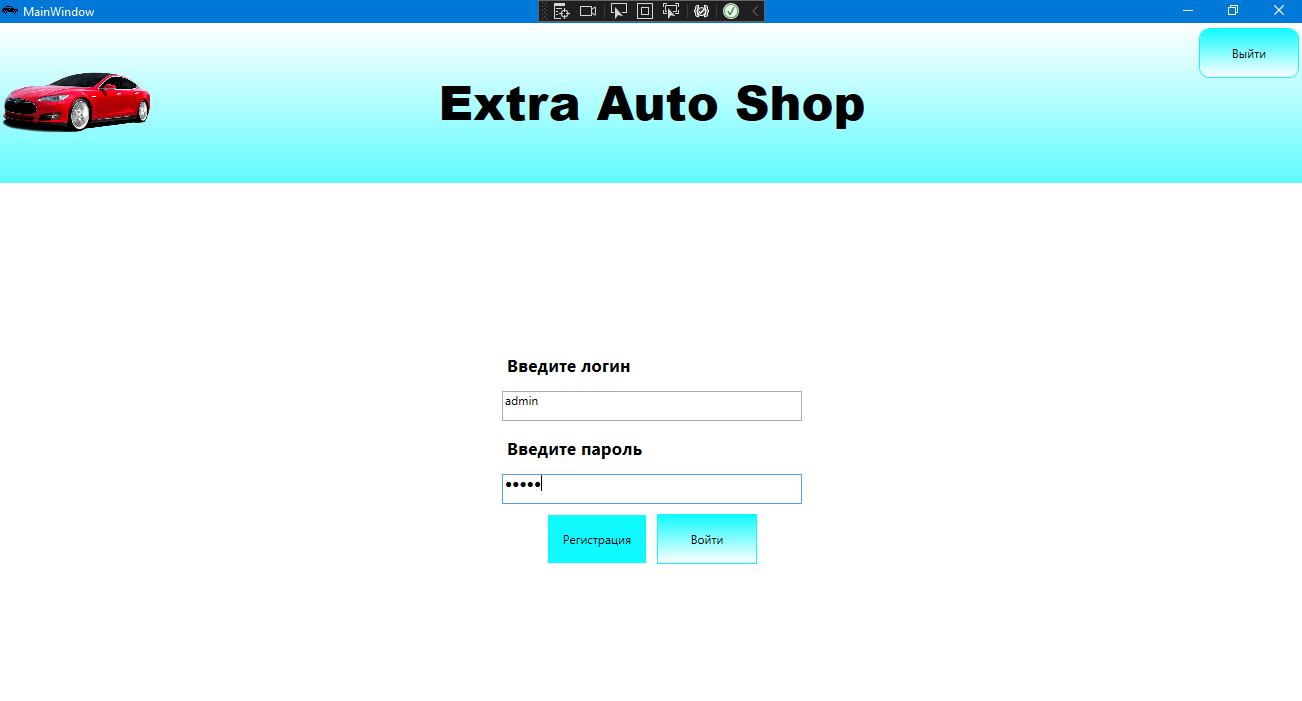 MainWindow
Выйти
Extra Auto Shop
Введите логин
admin
Введите пароль
•••••
Регистрация
Войти